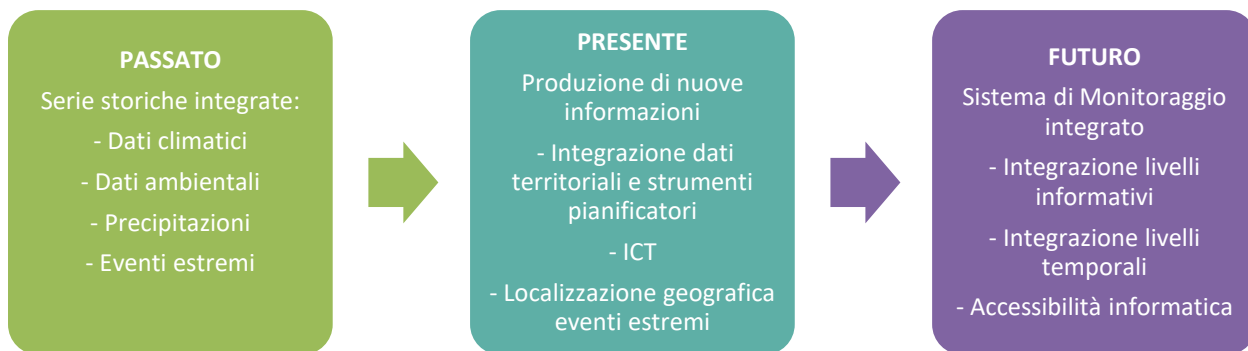 PASSATO
Serie storiche integrate:
- Dati climatici
- Dati ambientali
- Precipitazioni
- Eventi estremi
PRESENTE
Produzione di nuove
informazioni
- Integrazione dati
territoriali e strumenti
pianificatori
- ICT
- Localizzazione geografica
eventi estremi
FUTURO
Sistema di Monitoraggio
integrato
- Integrazione livelli
informativi
- Integrazione livelli
temporali
- Accessibilità informatica